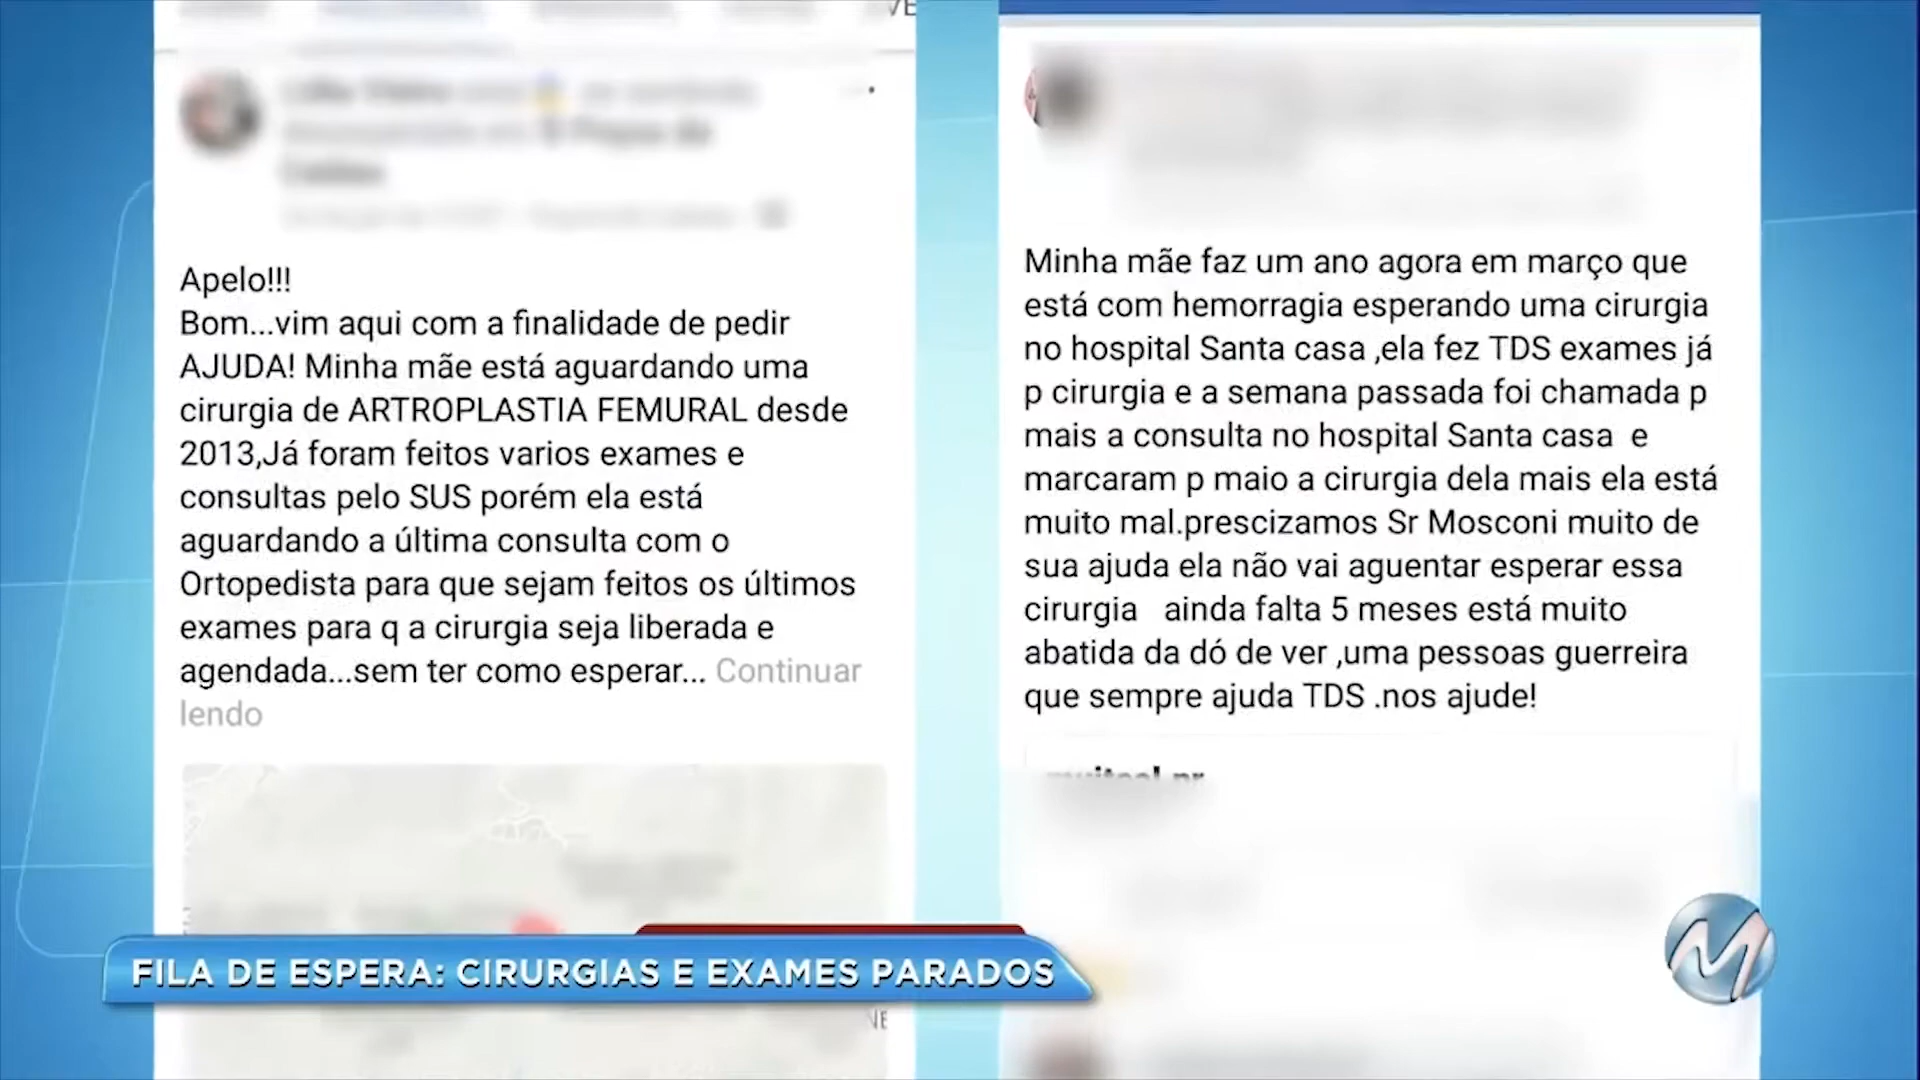 Apelo!!!
Bom...vim aqui com a finalidade de pedir
AJUDA! Minha mãe está aguardando uma
cirurgia de ARTROPLASTIA FEMURAL desde
2013,Já foram feitos varios exames e
consultas pelo SUS porém ela está
aguardando a última consulta com o
Ortopedista para que sejam feitos os últimos
exames para q a cirurgia seja liberada e
agendada...sem ter como esperar... Continuar
lendo
Minha mãe faz um ano agora em março que
está com hemorragia esperando uma cirurgia
no hospital Santa casa ,ela fez TDS exames já
p cirurgia e a semana passada foi chamada p
mais a consulta no hospital Santa casa  e
marcaram p maio a cirurgia dela mais ela está
muito mal.prescizamos Sr Mosconi muito de
sua ajuda ela não vai aguentar esperar essa
cirurgia   ainda falta 5 meses está muito
abatida da dó de ver ,uma pessoas guerreira
que sempre ajuda TDS .nos ajude!
FILA DE ESPERA: CIRURGIAS E EXAMES PARADOS
M